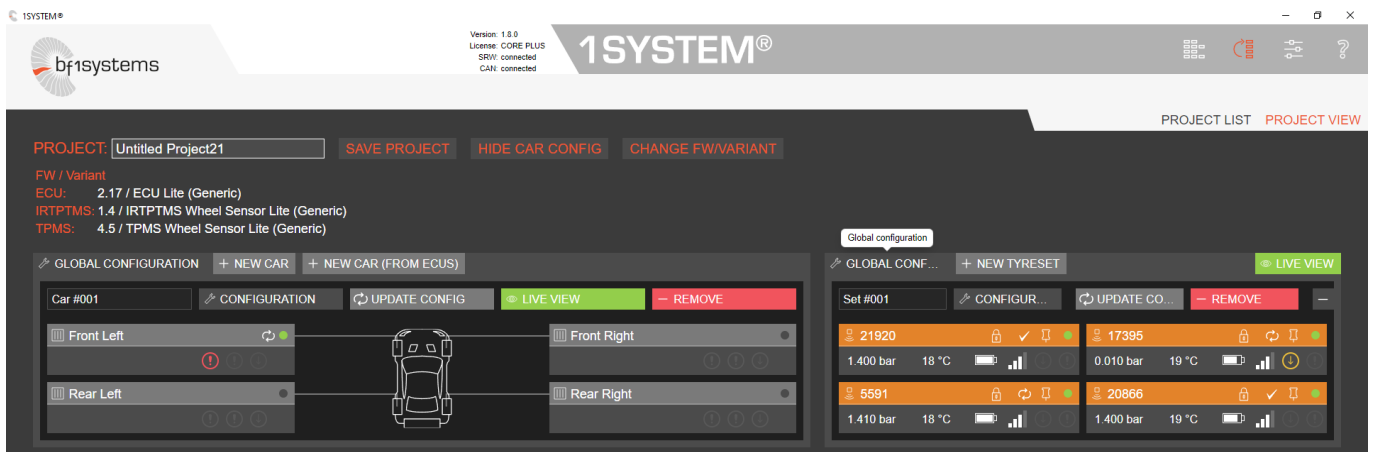 1SYSTEM®
bf1systems
Version: 1.8.0
License: CORE PLUS
SRW: connected
CAN: connected
1SYSTEM®
PROJECT LIST PROJECT VIEW
PROJECT: Untitled Project21 SAVE PROJECT HIDE CAR CONFIG CHANGE FW/VARIANT
FW / Variant
ECU: 2.17 / ECU Lite (Generic)
IRTPTMS: 1.4 / IRTPTMS Wheel Sensor Lite (Generic)
TPMS: 4.5 / TPMS Wheel Sensor Lite (Generic)
Global configuration
GLOBAL CONFIGURATION + NEW CAR + NEW CAR (FROM ECUS)
Car #001 CONFIGURATION UPDATE CONFIG LIVE VIEW − REMOVE
Front Left Front Right
Rear Left Rear Right
GLOBAL CONF... + NEW TYRESET LIVE VIEW
Set #001 CONFIGUR... UPDATE CO... − REMOVE −
21920 17395
1.400 bar 18 °C 0.010 bar 19 °C
5591 20866
1.410 bar 18 °C 1.400 bar 19 °C